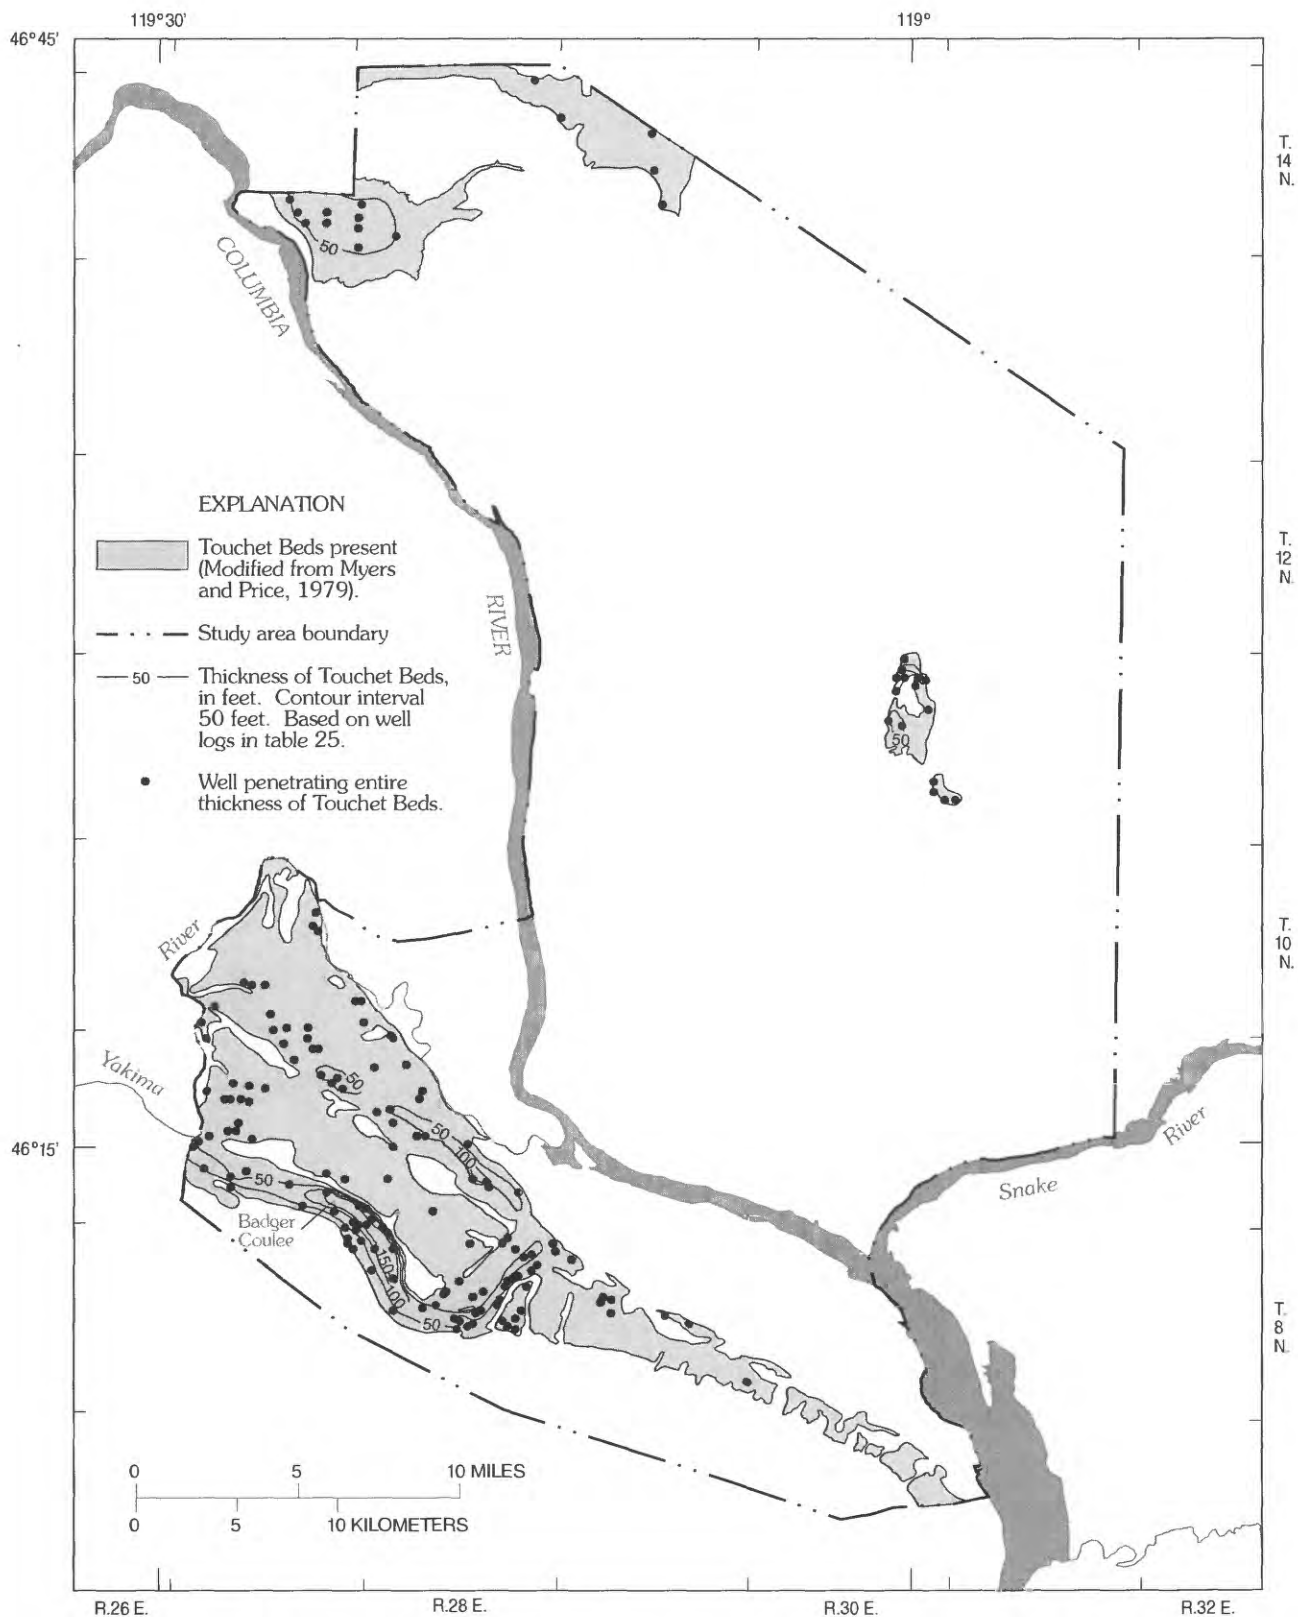 119°30'
119°
46°45'
T.
14
N.
50
COLUMBIA
EXPLANATION
Touchet Beds present
(Modified from Myers
and Price, 1979).
Study area boundary
50
Thickness of Touchet Beds,
in feet. Contour interval
50 feet. Based on well
logs in table 25.
Well penetrating entire
thickness of Touchet Beds.
T.
12
N.
RIVER
50
River
T.
10
N.
Yakima
50
46°15'
50
100
River
Snake
50
Badger
Coulee
150
100
50
T.
8
N.
0 5 10 MILES
0 5 10 KILOMETERS
R.26 E.
R.28 E.
R.30 E.
R.32 E.